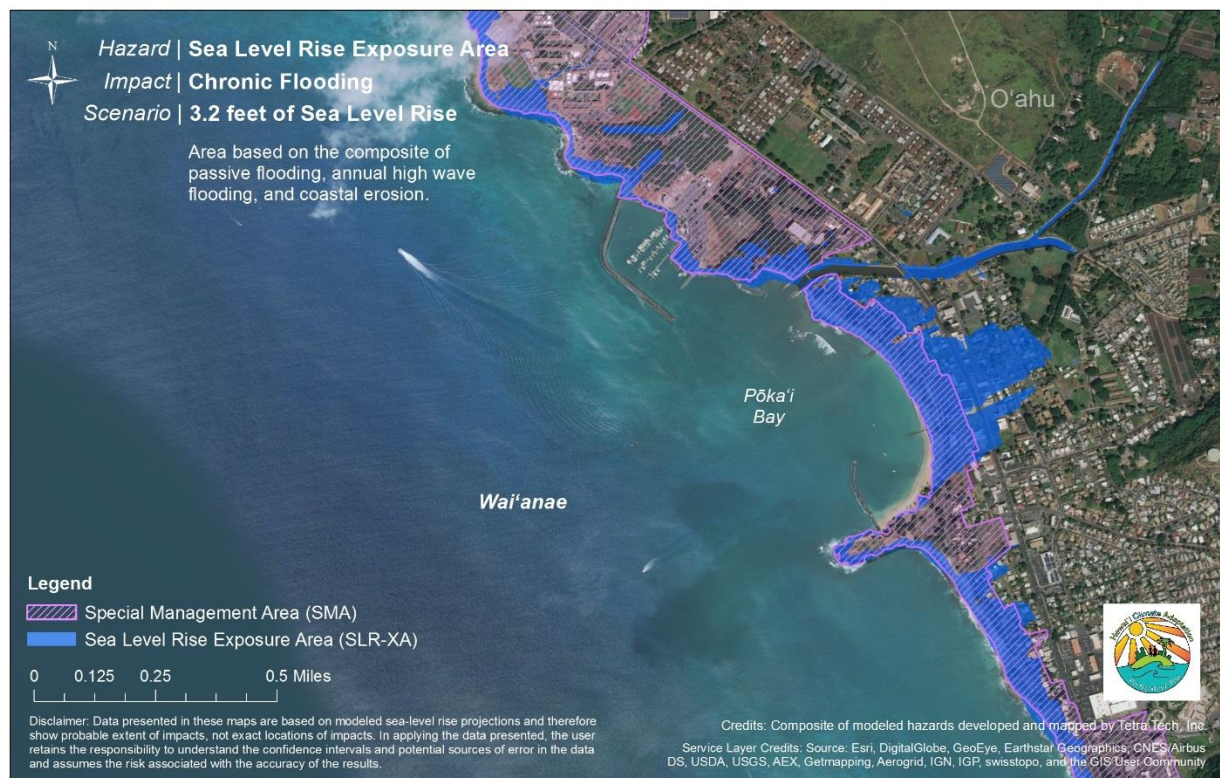 N
Hazard | Sea Level Rise Exposure Area
Impact | Chronic Flooding
Scenario | 3.2 feet of Sea Level Rise
Area based on the composite of
passive flooding, annual high wave
flooding, and coastal erosion.
Oʻahu
Pōkaʻi
Bay
Waiʻanae
Legend
Special Management Area (SMA)
Sea Level Rise Exposure Area (SLR-XA)
0 0.125 0.25 0.5 Miles
Disclaimer: Data presented in these maps are based on modeled sea-level rise projections and therefore
show probable extent of impacts, not exact locations of impacts. In applying the data presented, the user
retains the responsibility to understand the confidence intervals and potential sources of error in the data
and assumes the risk associated with the accuracy of the results.
Hawaiʻi Climate Adaptation
Credits: Composite of modeled hazards developed and mapped by Tetra Tech, Inc.
Service Layer Credits: Source: Esri, DigitalGlobe, GeoEye, Earthstar Geographics, CNES/Airbus
DS, USDA, USGS, AEX, Getmapping, Aerogrid, IGN, IGP, swisstopo, and the GIS User Community